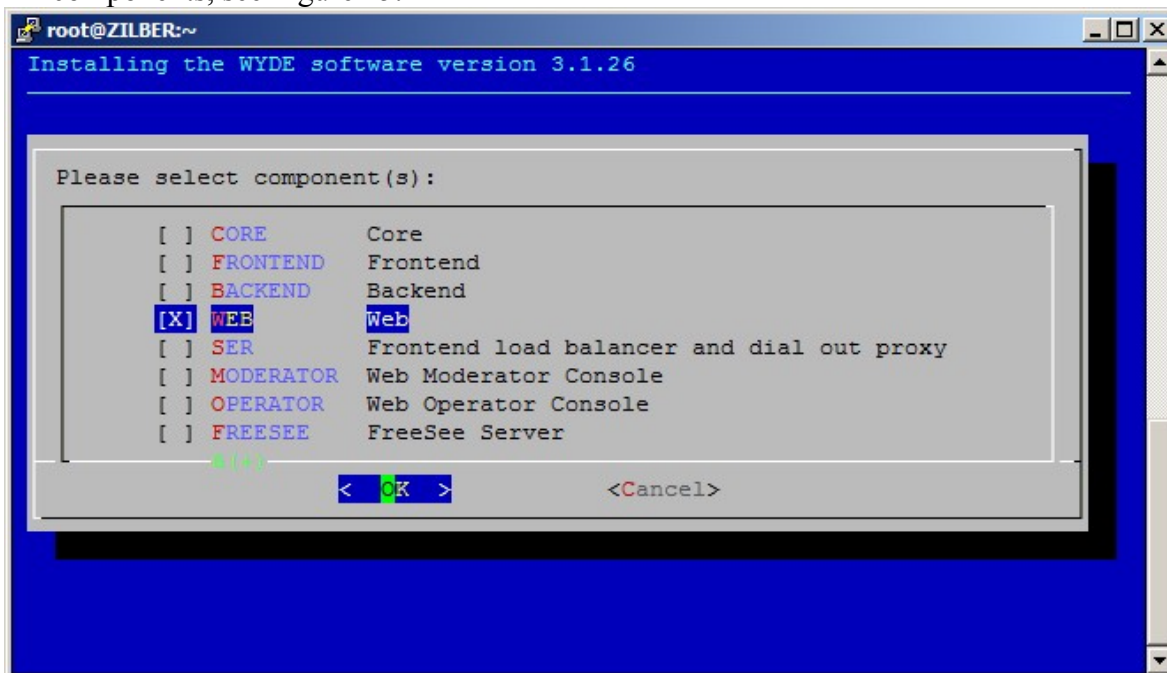 root@ZILBER:~
Installing the WYDE software version 3.1.26
Please select component(s):
[ ] CORE Core
[ ] FRONTEND Frontend
[ ] BACKEND Backend
[X] WEB Web
[ ] SER Frontend load balancer and dial out proxy
[ ] MODERATOR Web Moderator Console
[ ] OPERATOR Web Operator Console
[ ] FREESEE FreeSee Server
< OK > <Cancel>